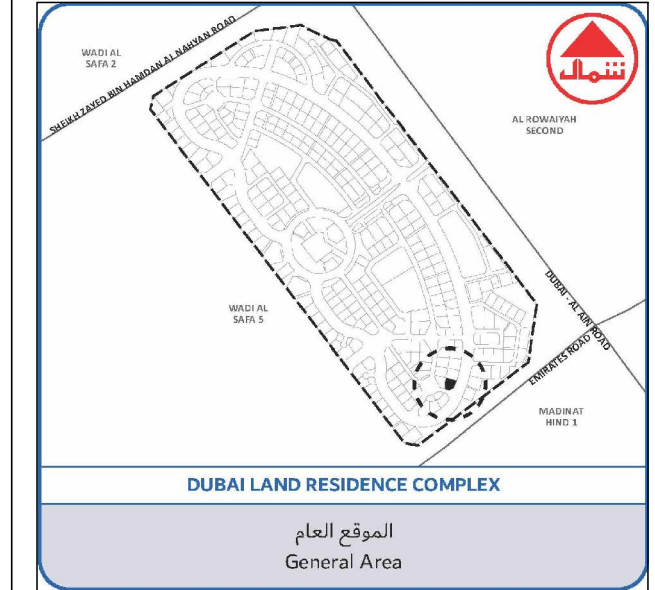 WADI AL
SAFA 2
SHEIKH ZAYED BIN HAMDAN AL NAHYAN ROAD
شمال
AL ROWAIYAH
SECOND
WADI AL
SAFA 5
DUBAI - AL AIN ROAD
EMIRATES ROAD
MADINAT
HIND 1
DUBAI LAND RESIDENCE COMPLEX
الموقع العام
General Area